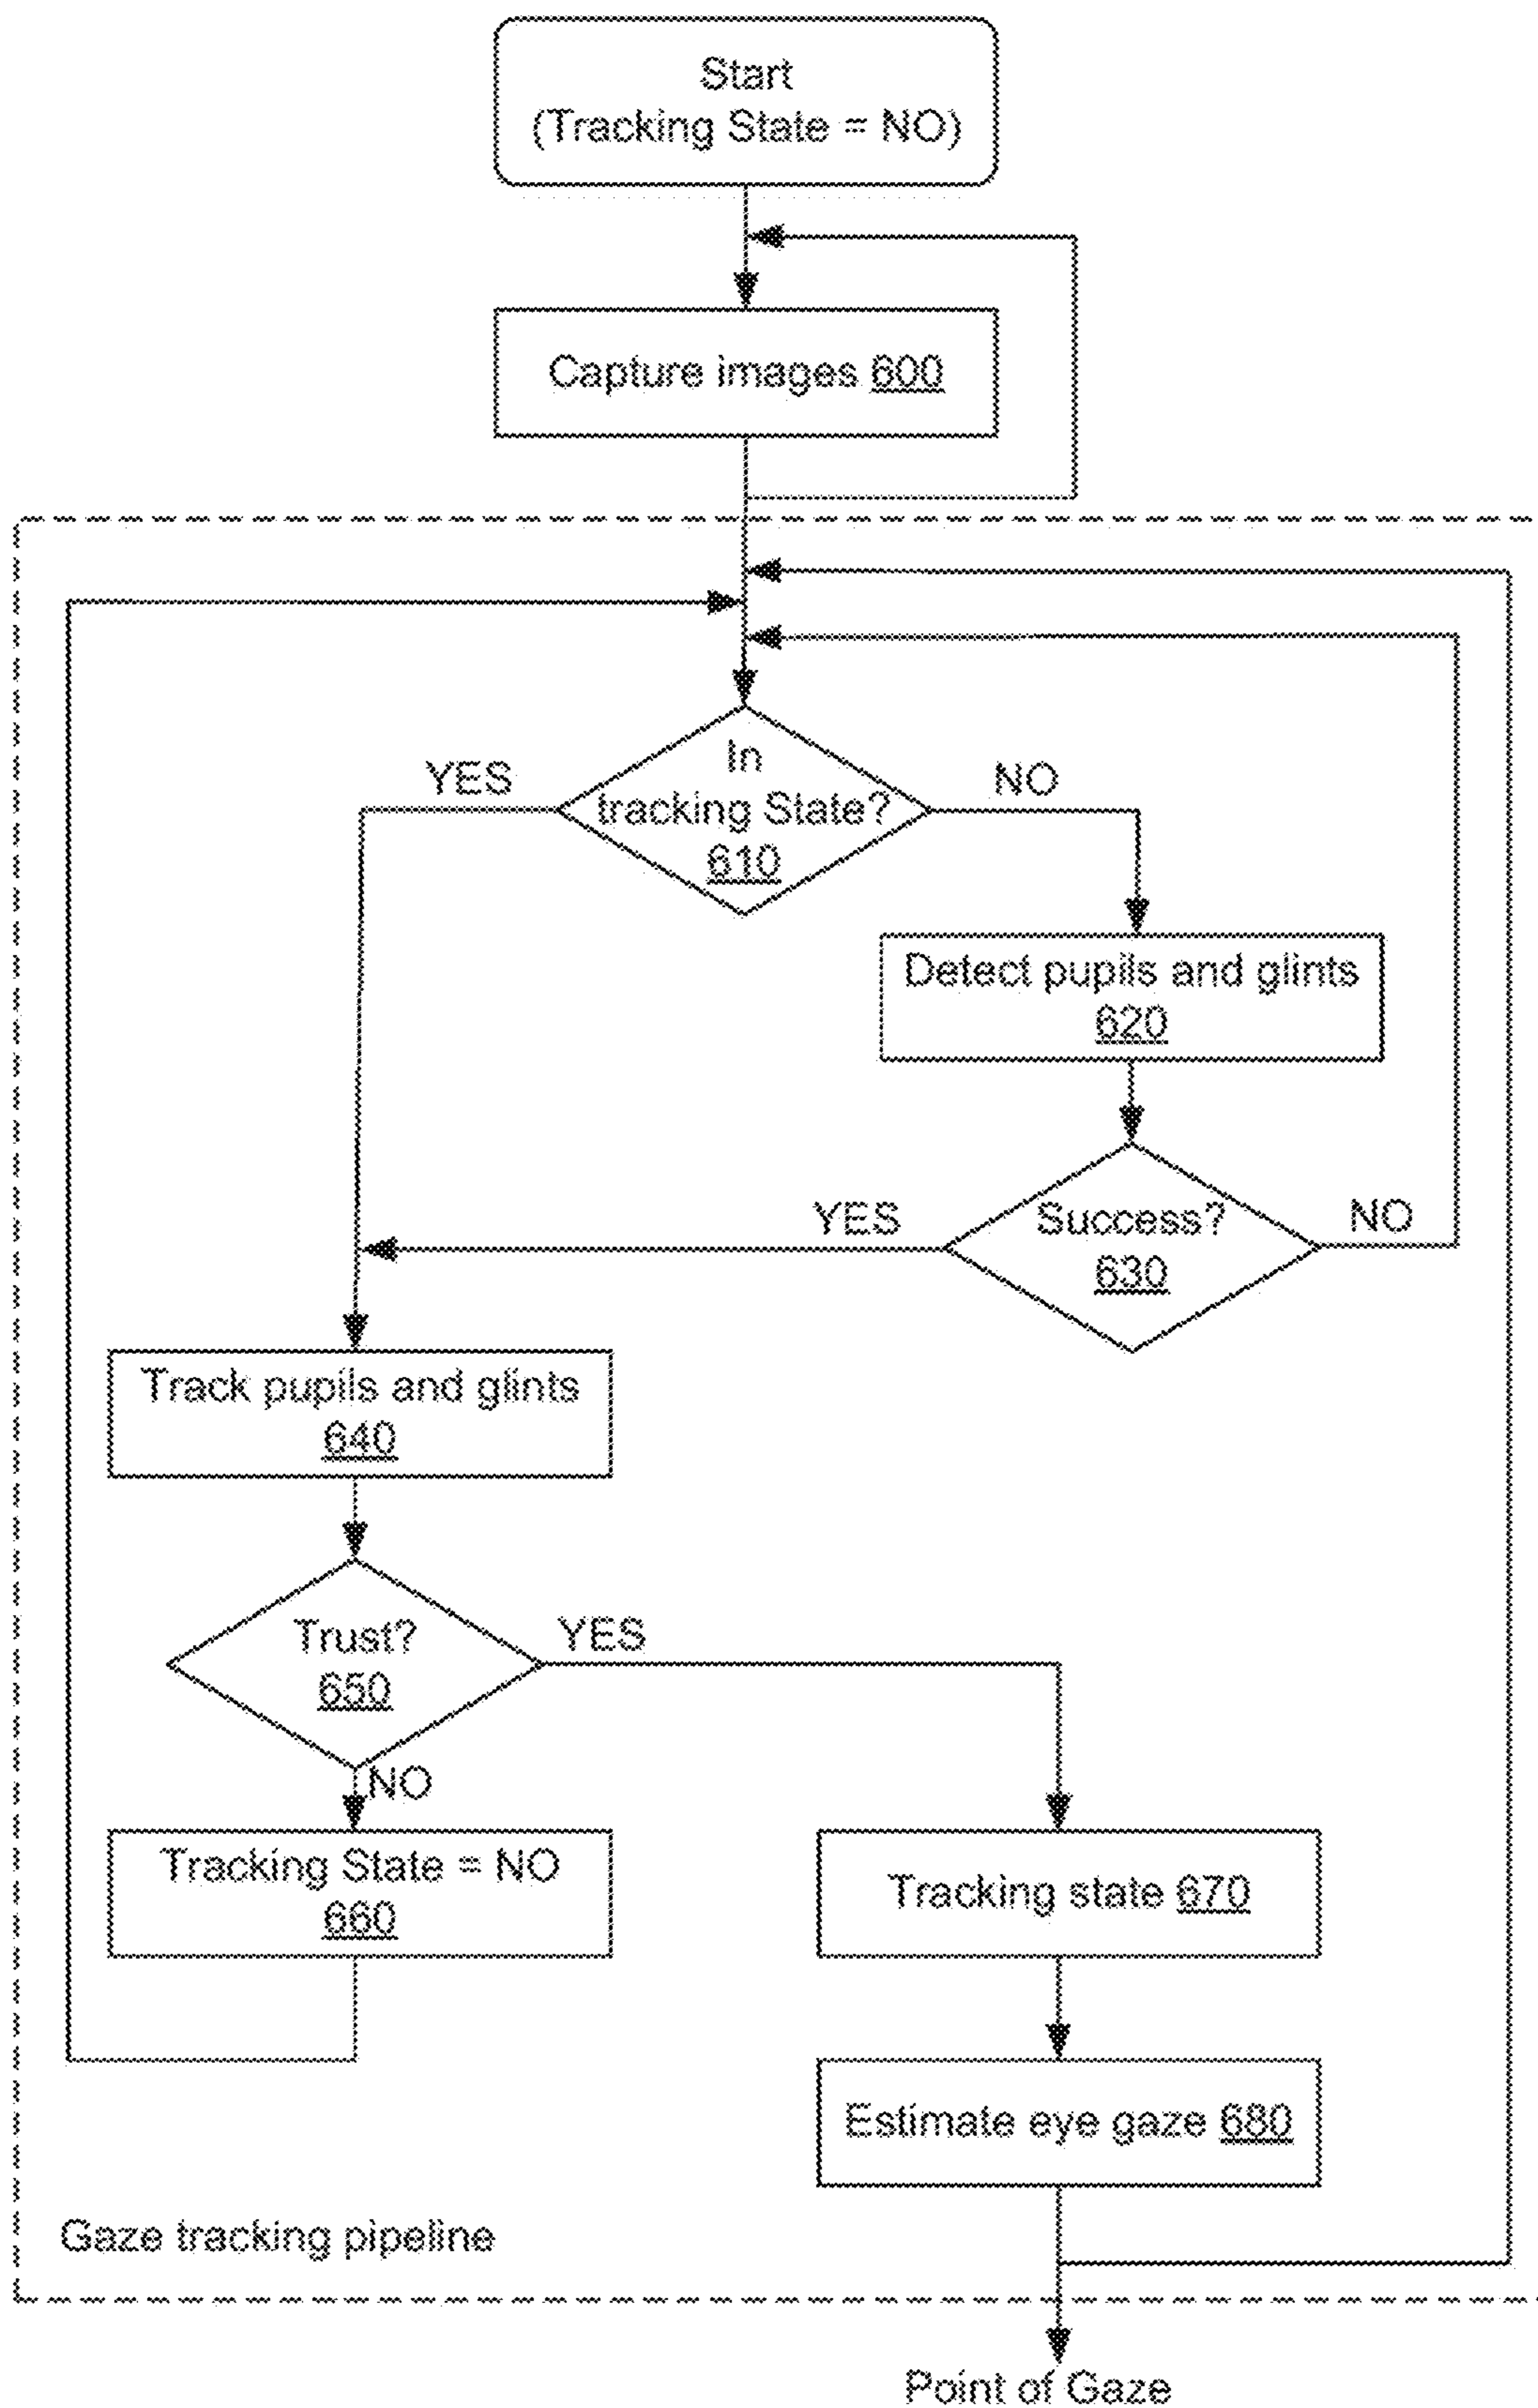 Start
(Tracking State = NO)
Capture images 600
In
tracking State?
610
YES
NO
Detect pupils and glints
620
Success?
630
YES
NO
Track pupils and glints
640
Trust?
650
YES
NO
Tracking State = NO
660
Tracking state 670
Estimate eye gaze 680
Gaze tracking pipeline
Point of Gaze